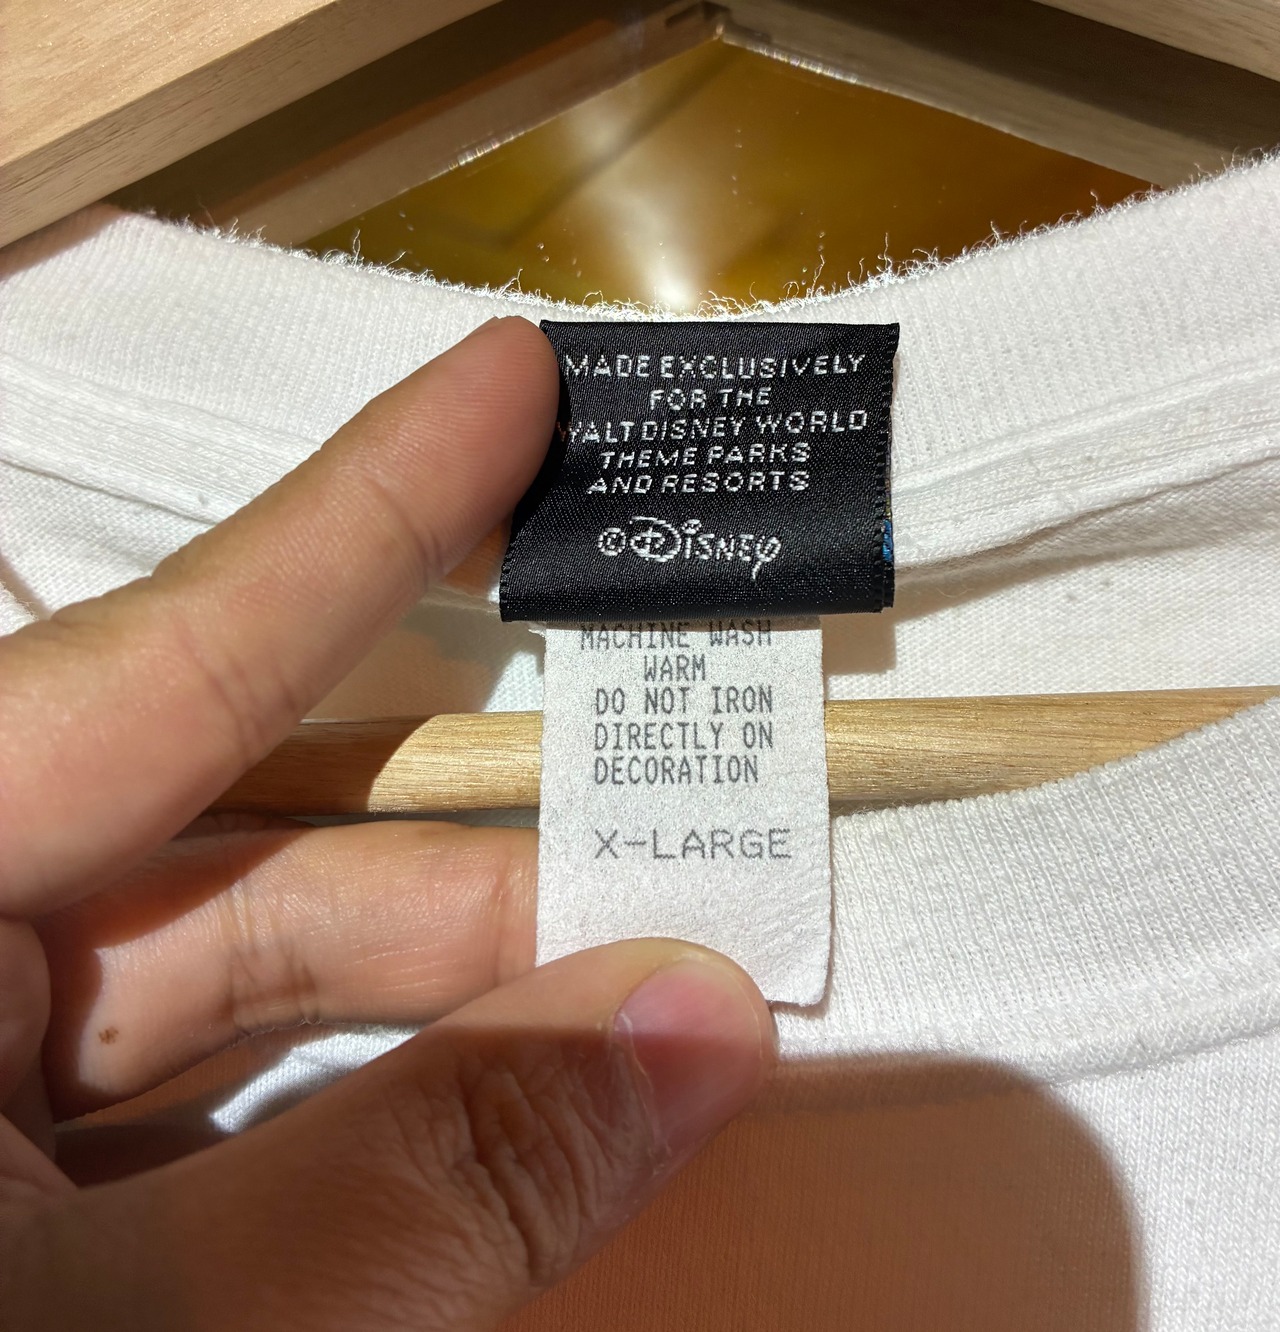 MADE EXCLUSIVELY
FOR THE
WALT DISNEY WORLD
THEME PARKS
AND RESORTS
©DISNEY
MACHINE WASH
WARM
DO NOT IRON
DIRECTLY ON
DECORATION
X-LARGE